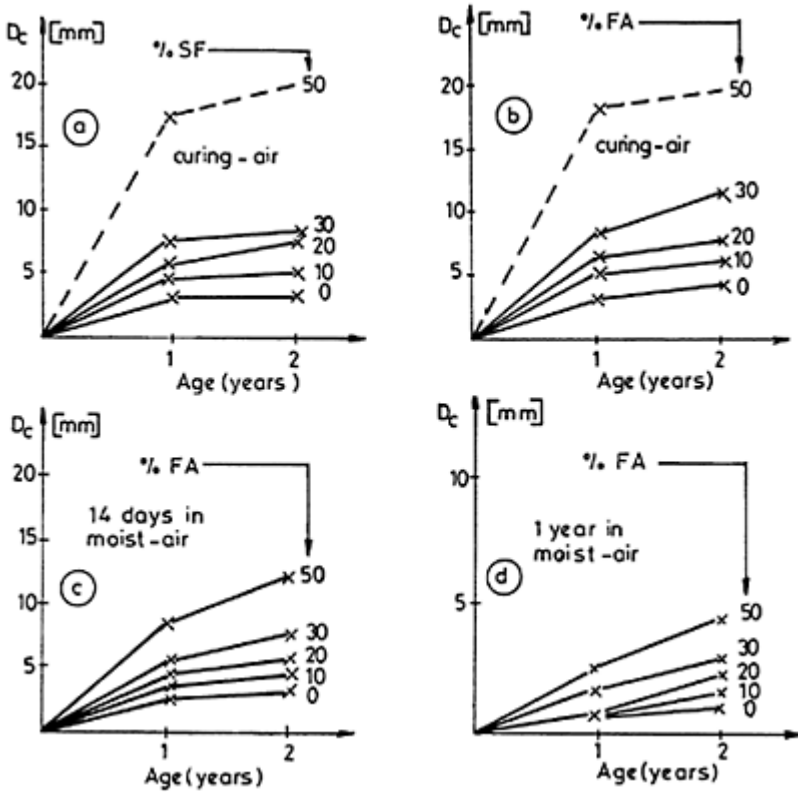 Dc [mm]
% SF
20
50
a
15
curing-air
10
30
20
5
10
0
1
2
Age (years)
Dc [mm]
% FA
20
50
b
15
curing-air
10
30
20
5
10
0
1
2
Age (years)
Dc [mm]
% FA
20
14 days in
15
moist-air
c
50
10
30
20
5
10
0
1
2
Age (years)
Dc [mm]
% FA
10
1 year in
moist-air
d
5
50
30
20
10
0
1
2
Age (years)